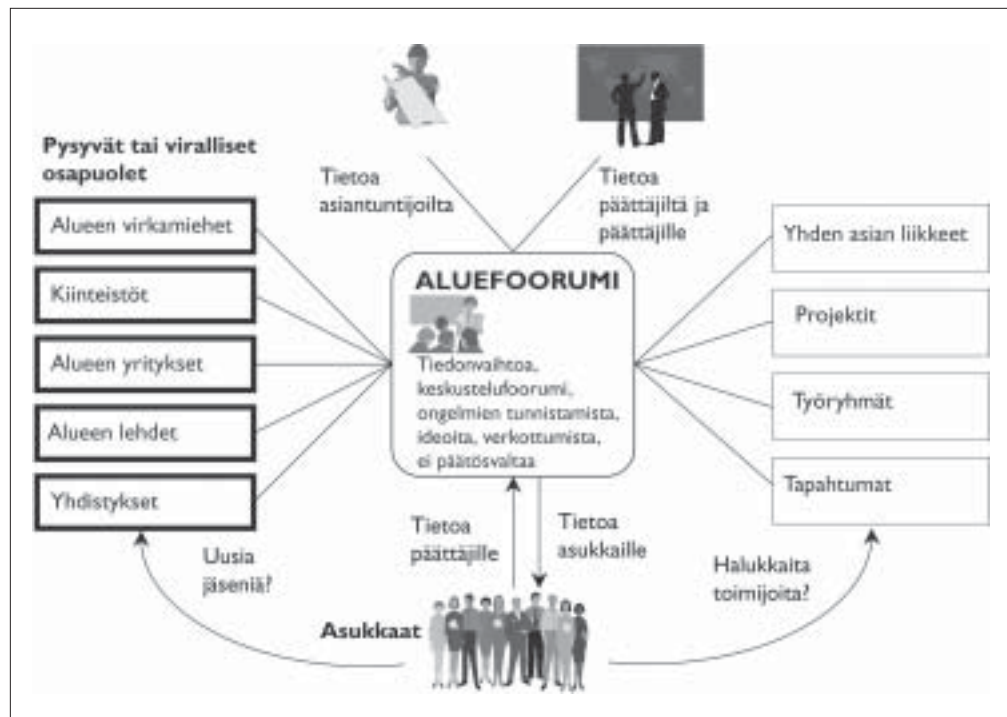 Pysyvät tai viralliset
osapuolet
Alueen virkamiehet
Kiinteistöt
Alueen yritykset
Alueen lehdet
Yhdistykset
Tietoa
asiantuntijoilta
Tietoa
päättäjiltä ja
päättäjille
ALUEFOORUMI
Tiedonvaihtoa,
keskustelufoorumi,
ongelmien tunnistamista,
ideoita, verkottumista,
ei päätösvaltaa
Yhden asian liikkeet
Projektit
Työryhmät
Tapahtumat
Uusia
jäseniä?
Tietoa
päättäjille
Tietoa
asukkaille
Halukkaita
toimijoita?
Asukkaat